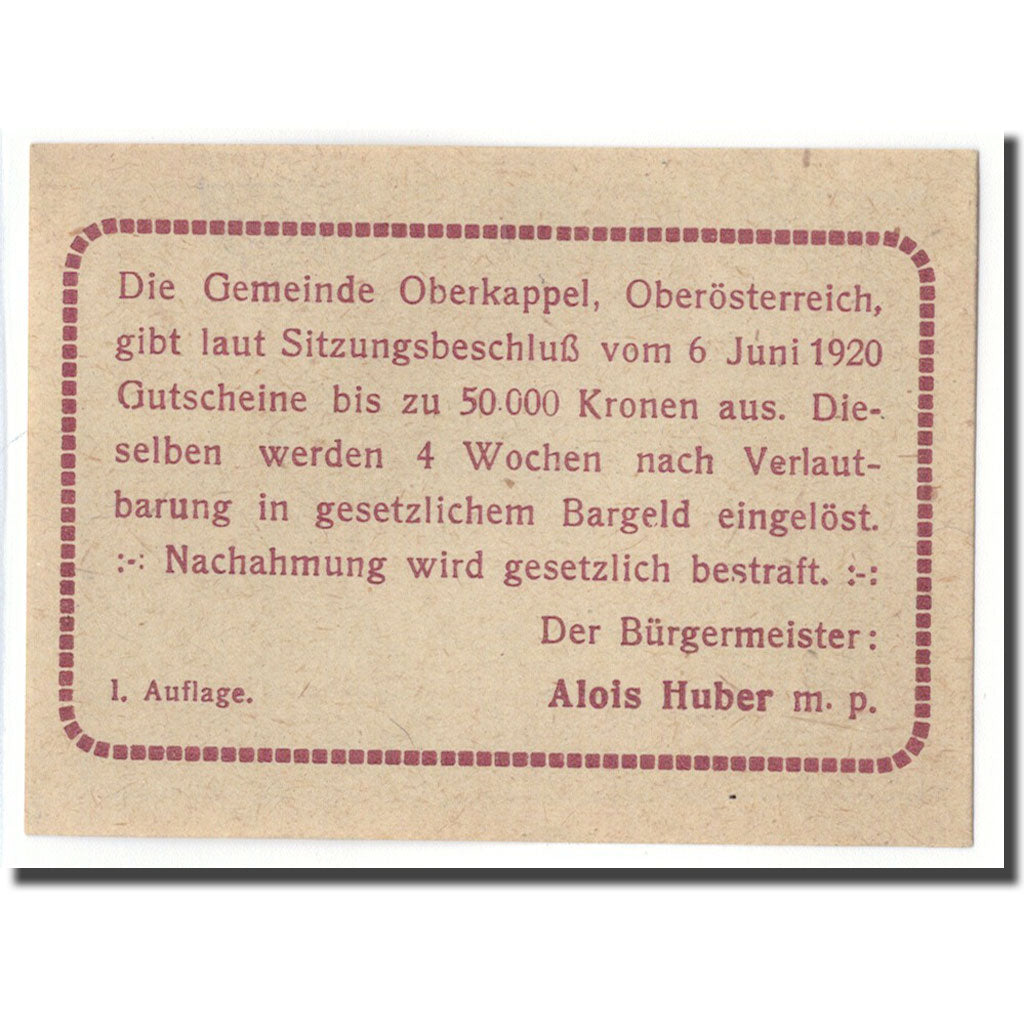 Die Gemeinde Oberkappel, Oberösterreich,
gibt laut Sitzungsbeschluß vom 6 Juni 1920
Gutscheine bis zu 50.000 Kronen aus. Die-
selben werden 4 Wochen nach Verlaut-
barung in gesetzlichem Bargeld eingelöst.
:-: Nachahmung wird gesetzlich bestraft. :-:
Der Bürgermeister:
1. Auflage. Alois Huber m. p.